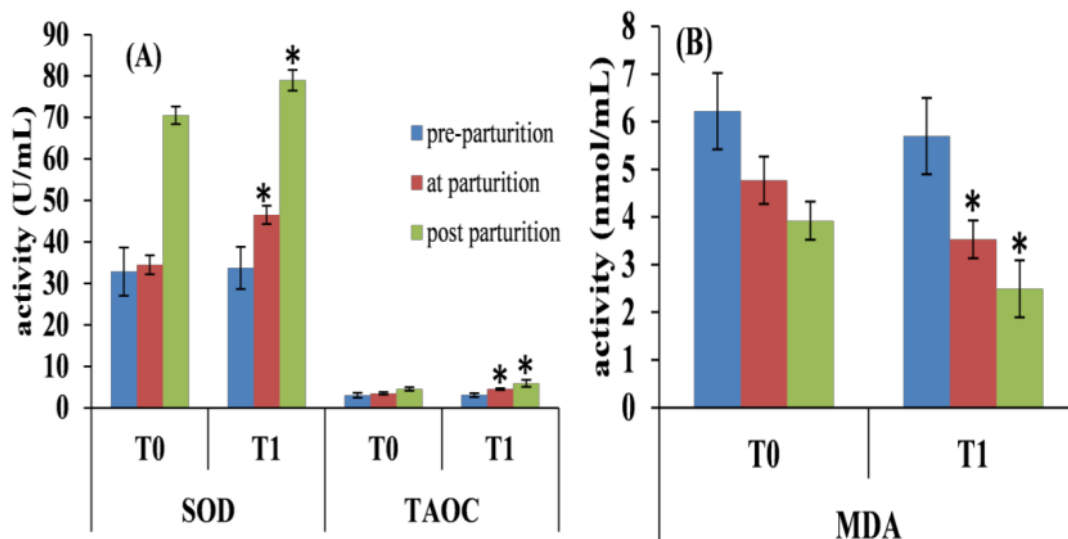 (A)
activity (U/mL)
90
80
70
60
50
40
30
20
10
0
*
*
*
*
pre-parturition
at parturition
post parturition
T0 T1 T0 T1
SOD TAOC
(B)
activity (nmol/mL)
8
7
6
5
4
3
2
1
0
*
*
T0 T1
MDA